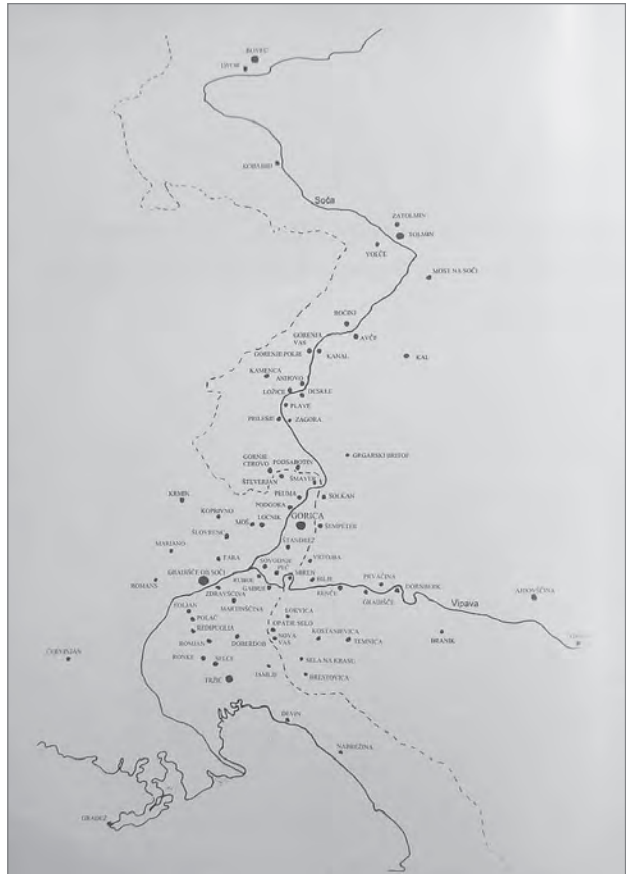 BOVEC
KOBARID
Soča
ZATOLMIN
TOLMIN
VOLČE
MOST NA SOČI
ROČINJ
GORENJA
VAS
AVČE
GORENJE POLJE
KANAL
KAL
KAMENCA
ANHOVO
LOŽICE
DESKLE
PLAVE
PRILESJE
ZAGORA
GRGARSKI BRITOF
GORNJE
CEROVO
PODSABOTIN
ŠTEVERJAN
ŠMAVER
KRMIN
PEUMA
SOLKAN
PODGORA
KOPRIVNO
GORICA
MOŠ
LOČNIK
ŠEMPETER
ŠLOVRENC
ŠTANDREŽ
MARIANO
FARA
VRTOJBA
SOVODNJE
GRADIŠČE OB SOČI
PEČ
ROMANS
RUBIJE
MIREN
BILJE
PRVAČINA
ZDRAVŠČINA
GABRJE
RENČE
DORNBERK
GRADIŠČE
Vipava
AJDOVŠČINA
MARTINŠČINA
FOLJAN
POLAČ
LOKVICA
REDIPUGLIA
OPATJE SELO
KOSTANJEVICA
ROMJAN
DOBERDOB
NOVA
VAS
TEMNICA
BRANIK
ČERVINJAN
RONKE
SELCE
JAMLJE
SELA NA KRASU
TRŽIČ
BRESTOVICA
DEVIN
NABREŽINA
GRADEŽ